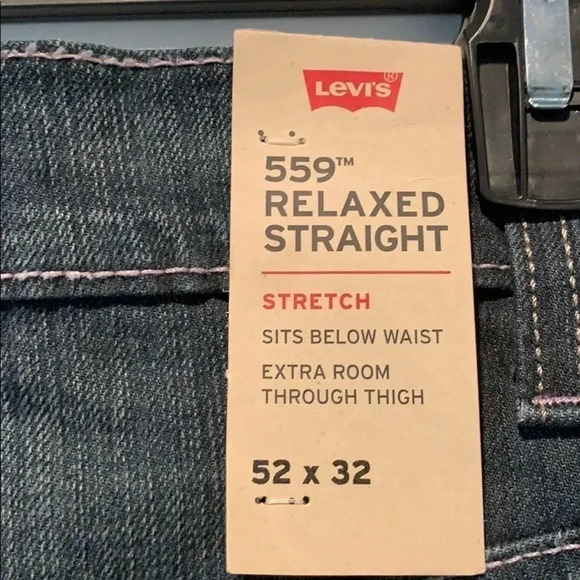 LEVI'S®
559™
RELAXED
STRAIGHT
STRETCH
SITS BELOW WAIST
EXTRA ROOM
THROUGH THIGH
52 x 32